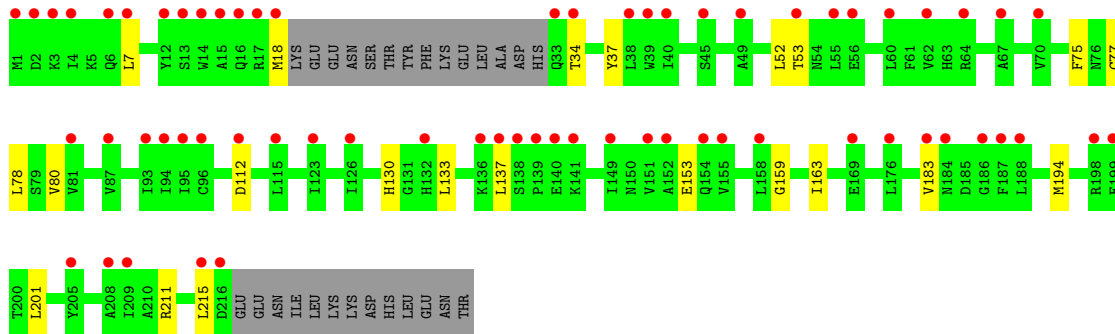 M1 D2 K3 I4 K5 Q6 L7 Y12 S13 W14 A15 Q16 R17 M18 LYS GLU GLU ASN SER THR TYR PHE LYS GLU LEU ALA ASP HIS Q33 T34 Y37 L38 W39 I40 S45 A49 L52 T53 N54 L55 E56 L60 F61 V62 H63 R64 A67 V70 F75 N76 C77
L78 S79 V80 V81 V87 I93 I94 I95 C96 D112 L115 I123 I126 H130 G131 H132 L133 K136 L137 S138 P139 E140 K141 I149 N150 V151 A152 E153 Q154 V155 L158 G159 I163 E169 L176 V183 N184 D185 G186 F187 L188 M194 R198 E199
T200 L201 Y205 A208 I209 A210 R211 L215 D216 GLU GLU ASN ILE LEU LYS LYS ASP HIS LEU GLU ASN THR